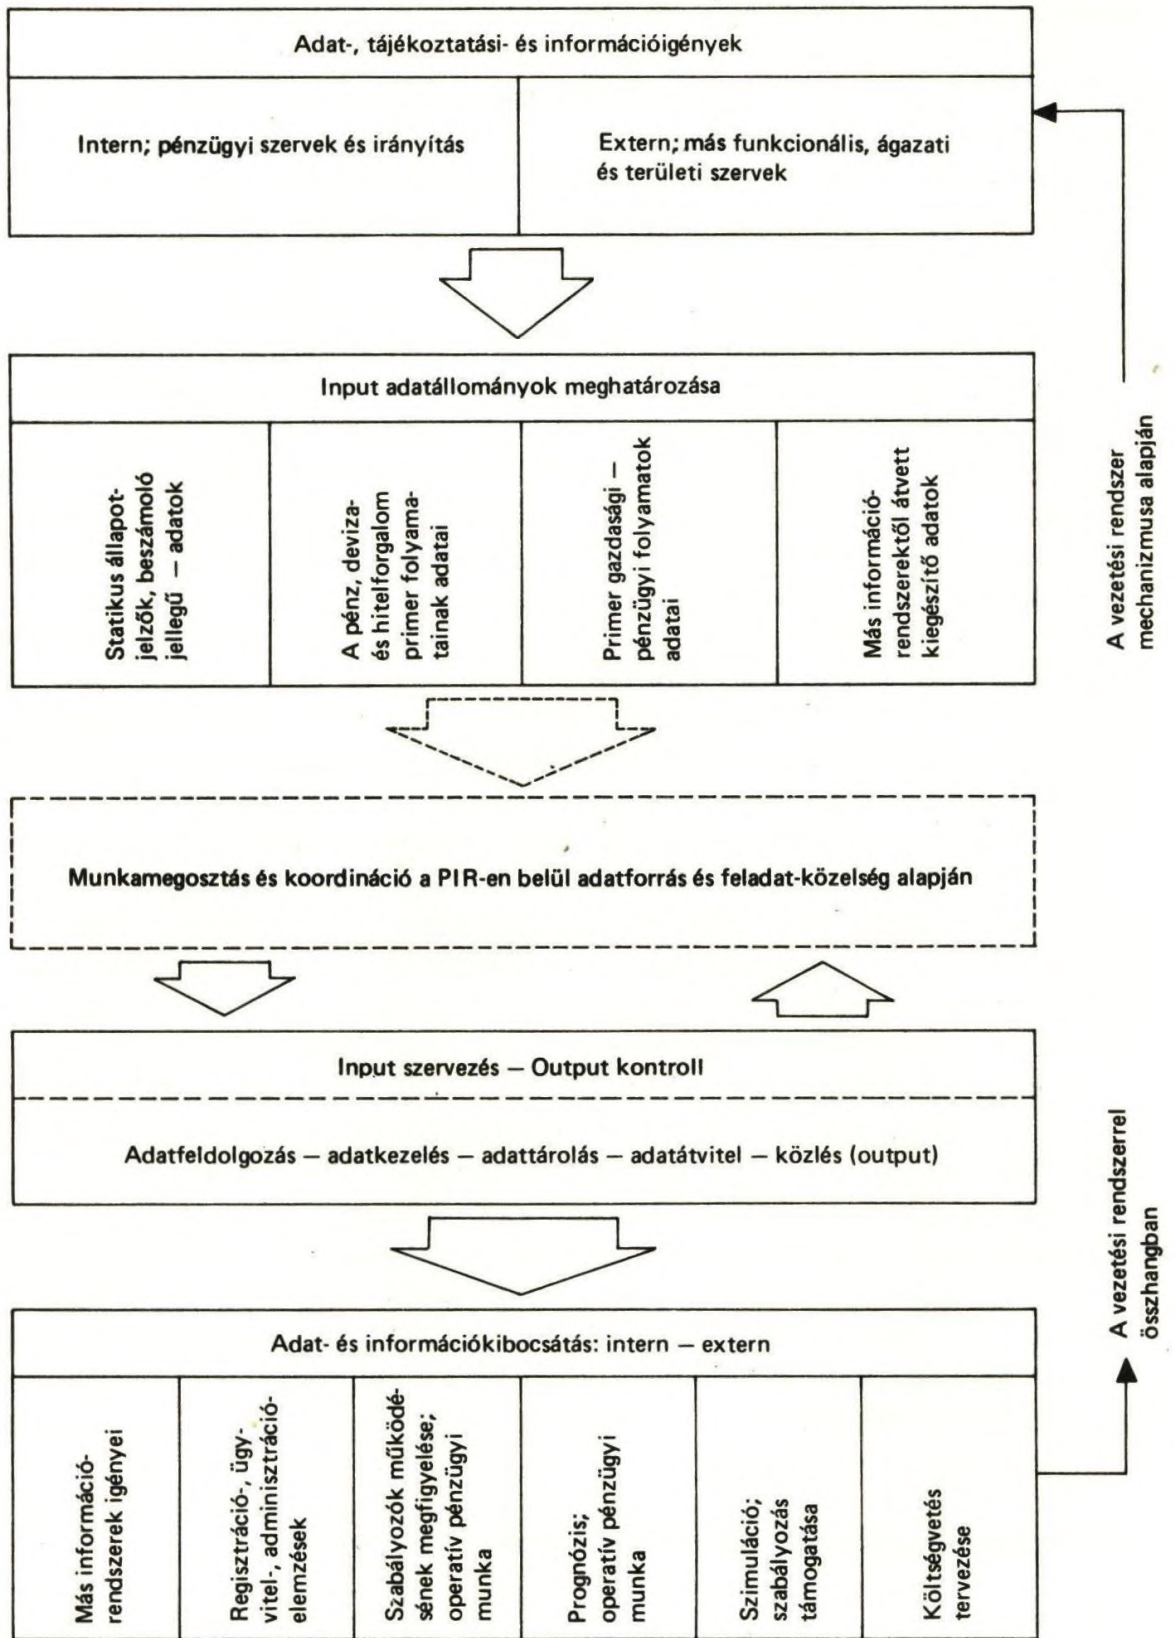 Adat-, tájékoztatási- és információigények
Intern; pénzügyi szervek és irányítás
Extern; más funkcionális, ágazati
és területi szervek
Input adatállományok meghatározása
Statikus állapot-
jelzők, beszámoló
jellegű — adatok
A pénz, deviza-
és hitelforgalom
primer folyama-
tainak adatai
Primer gazdasági —
pénzügyi folyamatok
adatai
Más információ-
rendszerektől átvett
kiegészítő adatok
A vezetési rendszer
mechanizmusa alapján
Munkamegosztás és koordináció a PIR-en belül adatforrás és feladat-közelség alapján
Input szervezés — Output kontroll
Adatfeldolgozás — adatkezelés — adattárolás — adatátvitel — közlés (output)
A vezetési rendszerrel
összhangban
Adat- és információkibocsátás: intern — extern
Más információ-
rendszerek igényei
Regisztráció-, ügy-
vitel-, adminisztráció-
elemzések
Szabályozók működé-
sének megfigyelése;
operatív pénzügyi
munka
Prognózis;
operatív pénzügyi
munka
Szimuláció;
szabályozás
támogatása
Költségvetés
tervezése